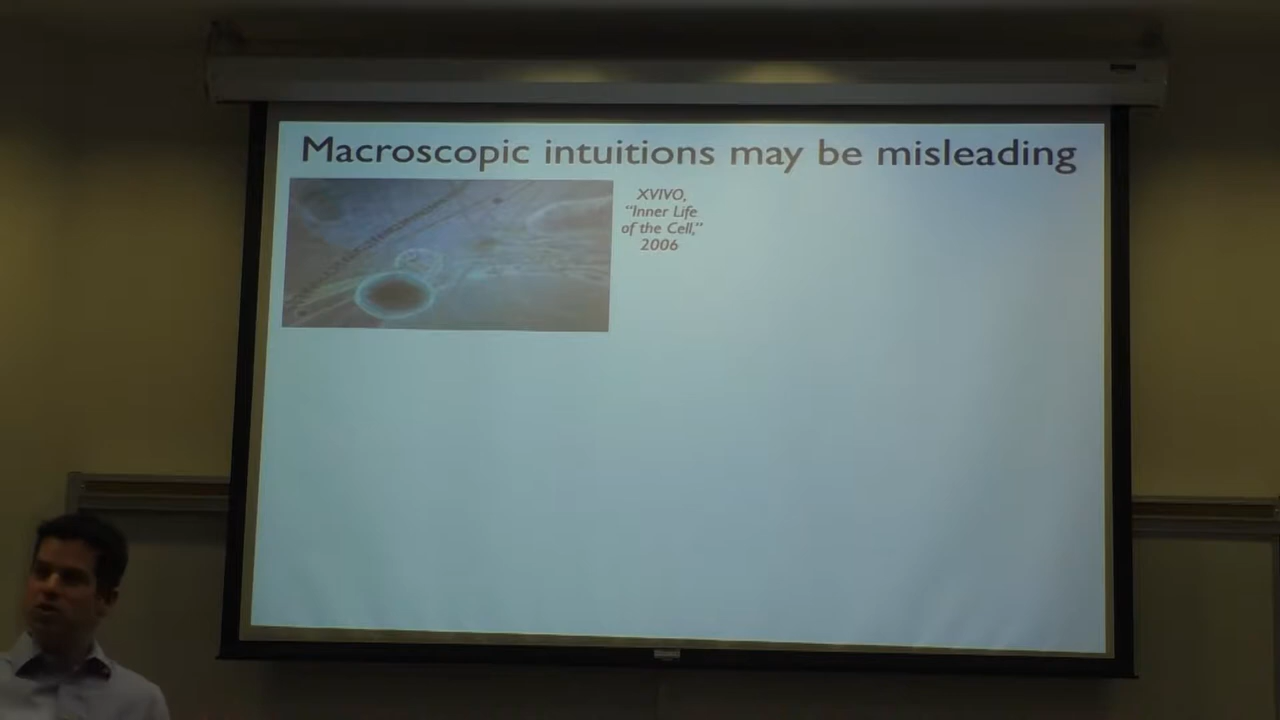 Macroscopic intuitions may be misleading
XVIVO,
“Inner Life
of the Cell,”
2006